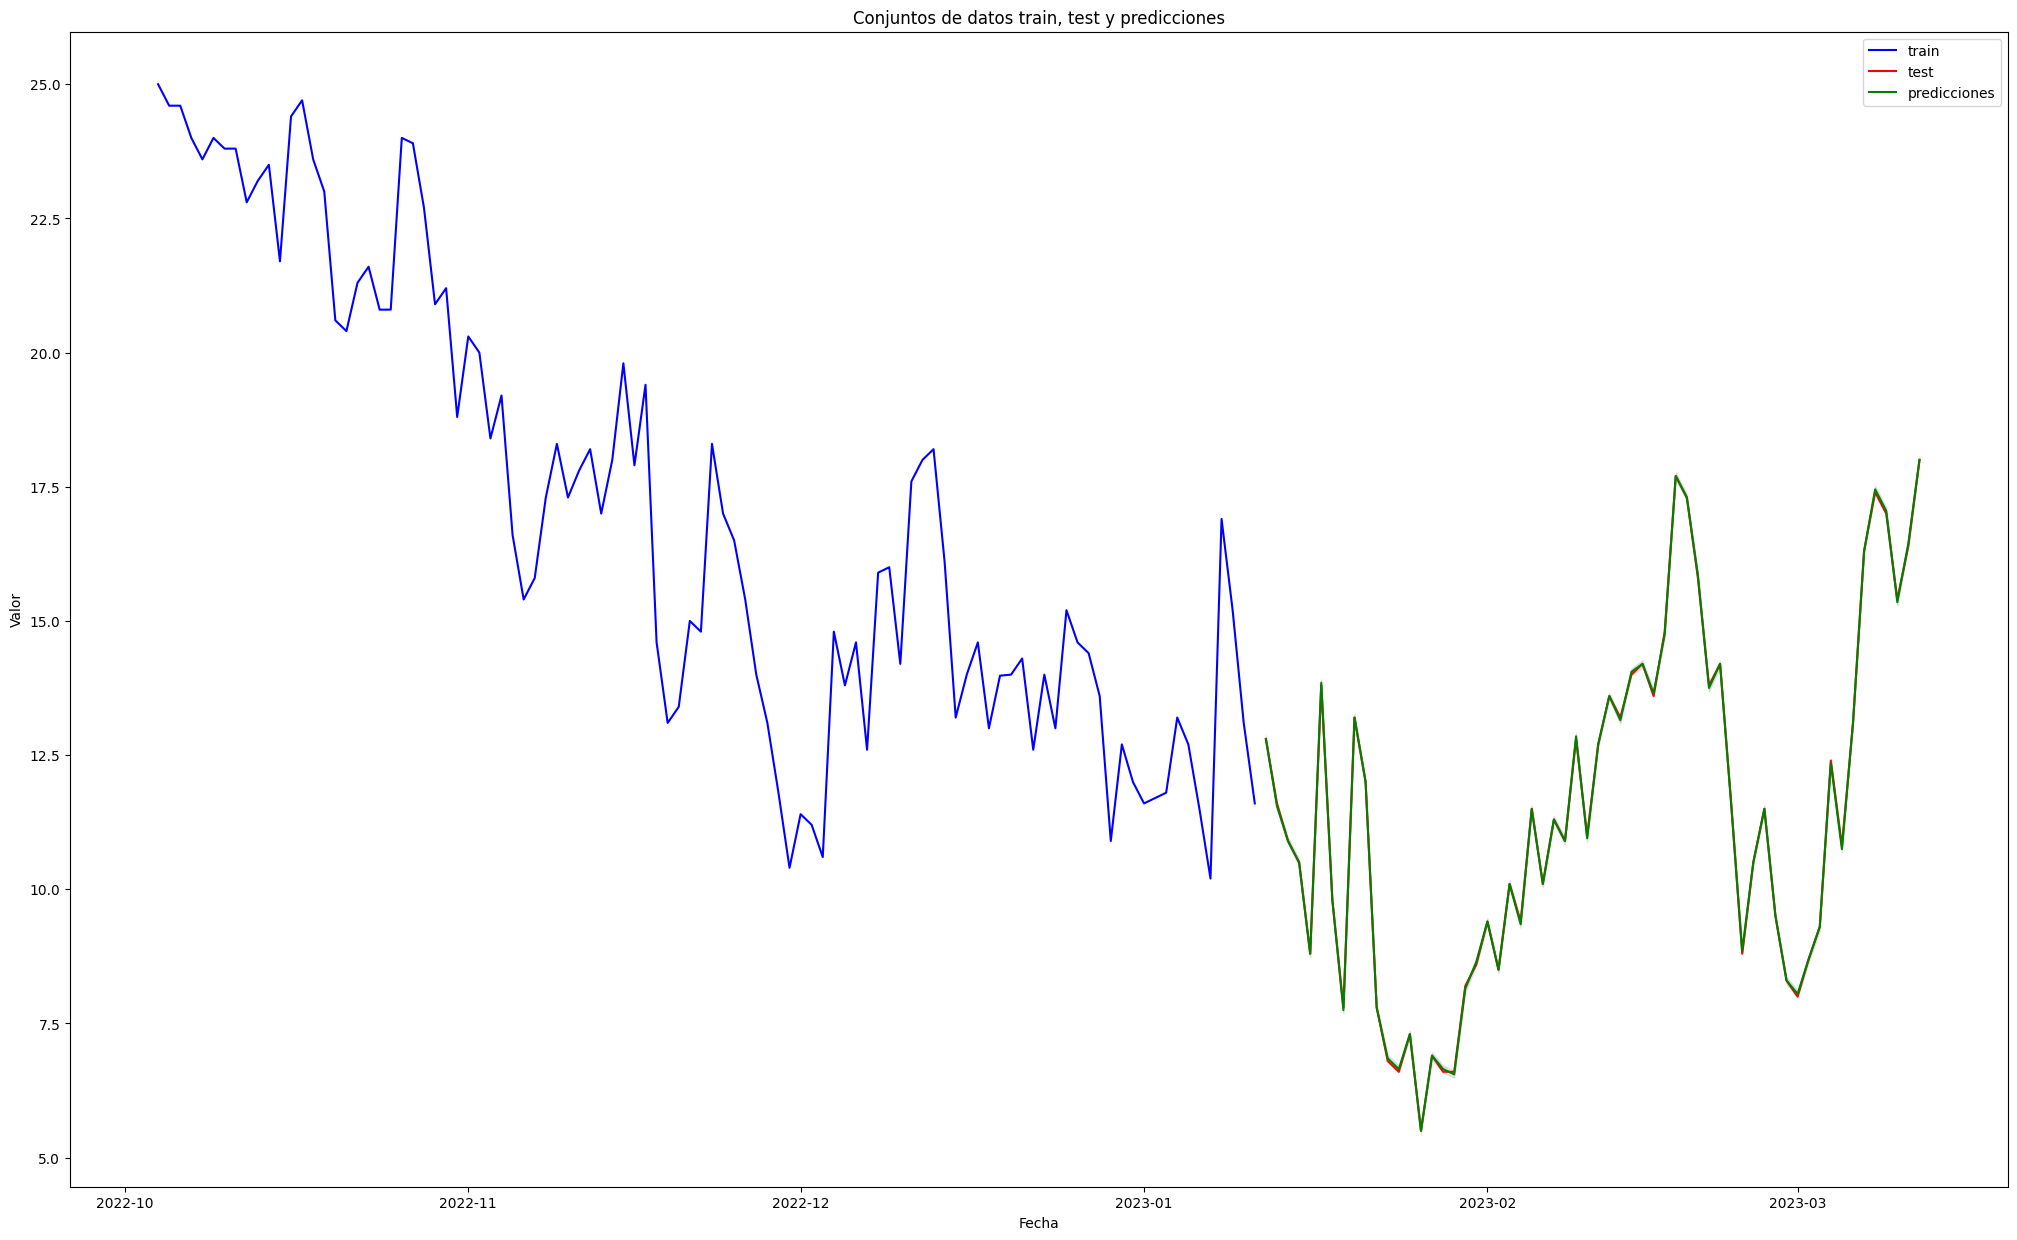 Conjuntos de datos train, test y predicciones
train
test
predicciones
25.0
22.5
20.0
17.5
15.0
12.5
10.0
7.5
5.0
Valor
2022-10 2022-11 2022-12 2023-01 2023-02 2023-03
Fecha